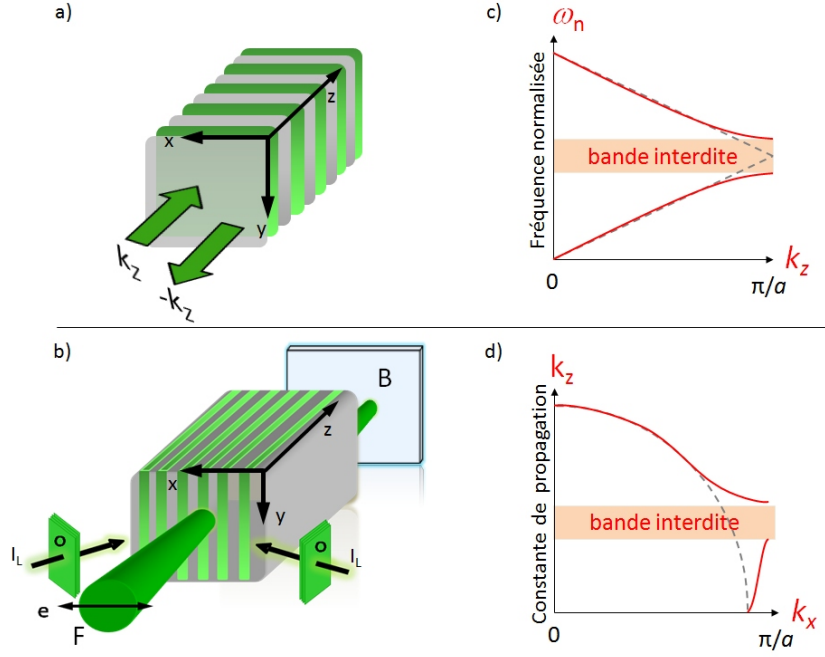 a)
x
z
y
k_z
-k_z
c)
ω_n
Fréquence normalisée
bande interdite
0
π/a
k_z
b)
B
z
x
y
o
o
I_L
I_L
e
F
d)
k_z
Constante de propagation
bande interdite
0
π/a
k_x